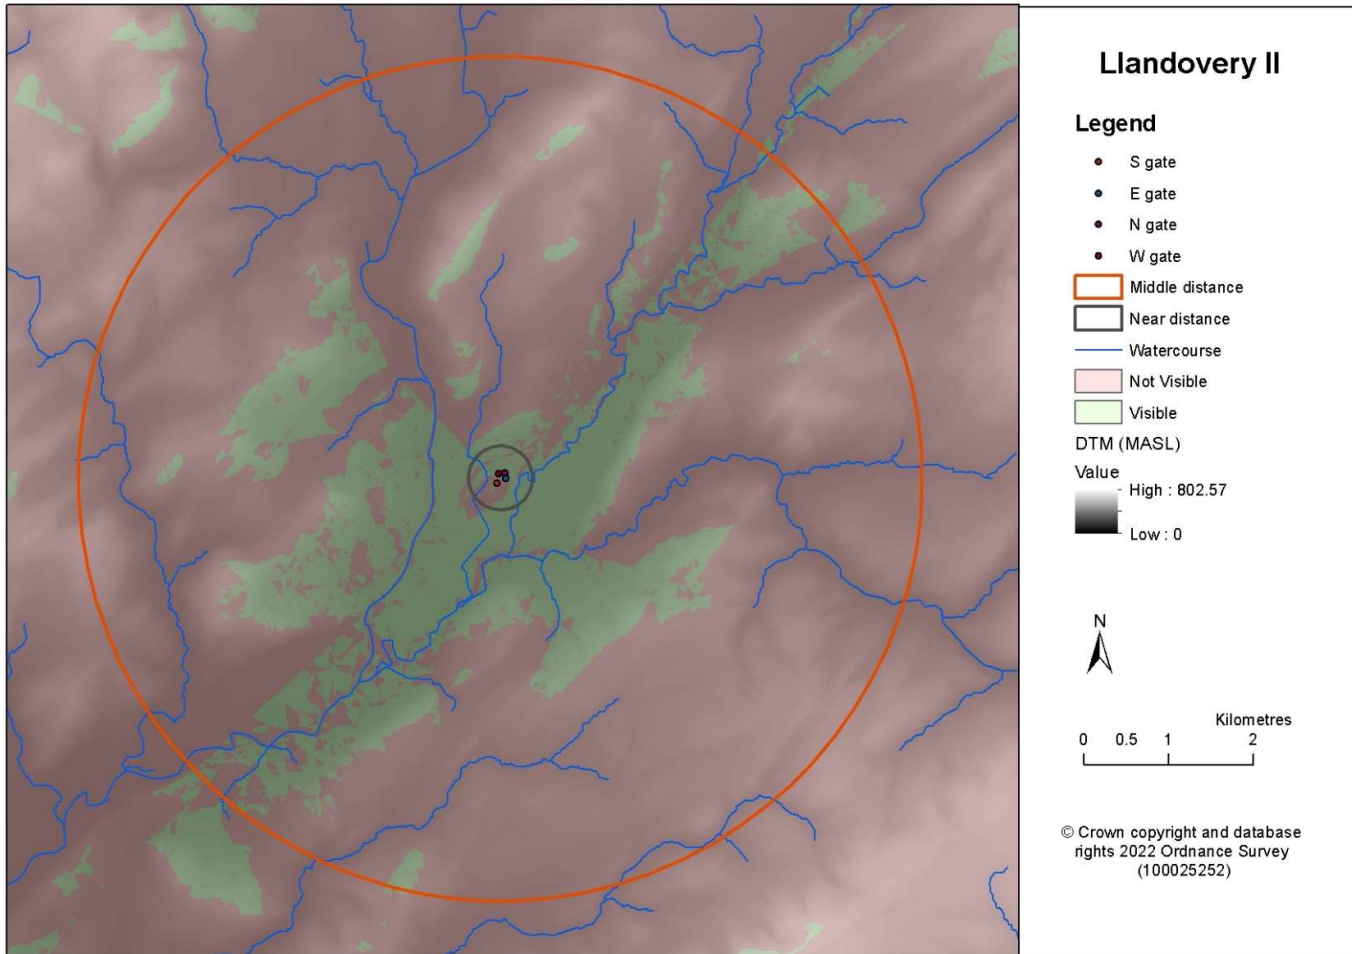 Llandovery II
Legend
S gate
E gate
N gate
W gate
Middle distance
Near distance
Watercourse
Not Visible
Visible
DTM (MASL)
Value
High : 802.57
Low : 0
N
Kilometres
0 0.5 1 2
© Crown copyright and database
rights 2022 Ordnance Survey
(100025252)